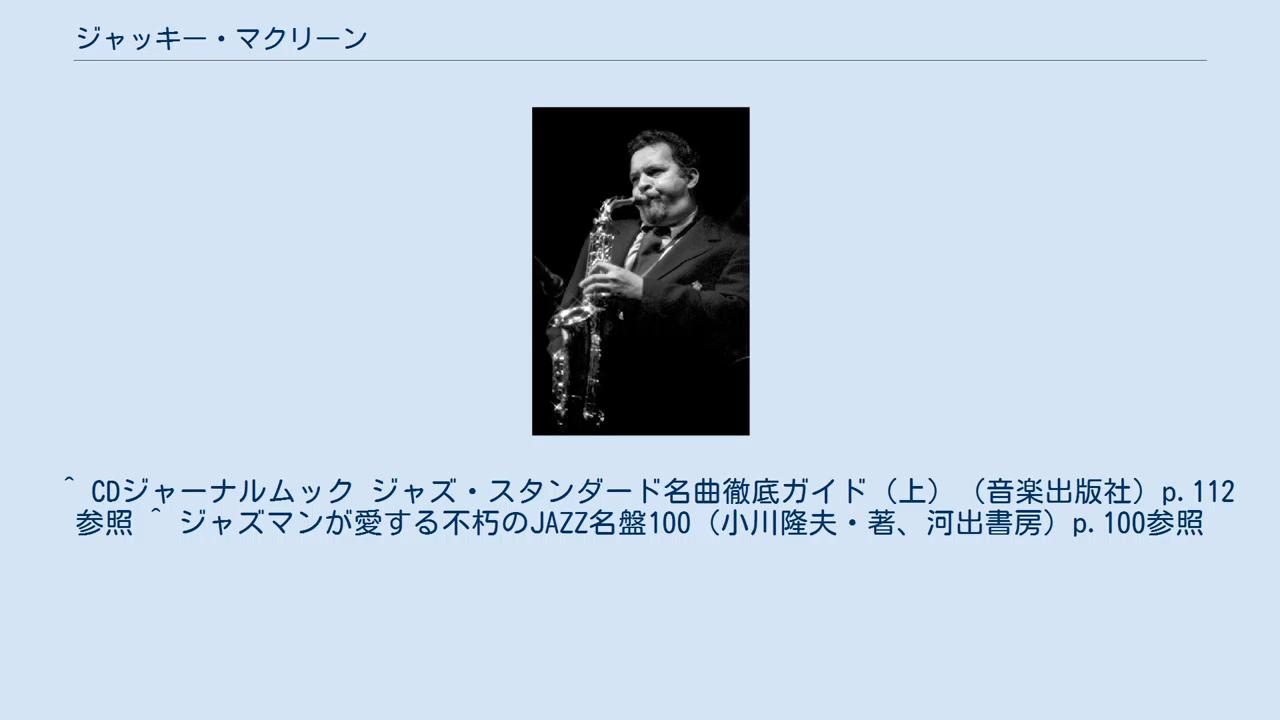 ジャッキー・マクリーン
^ CDジャーナルムック ジャズ・スタンダード名曲徹底ガイド（上）（音楽出版社）p.112
参照 ^ ジャズマンが愛する不朽のJAZZ名盤100（小川隆夫・著、河出書房）p.100参照